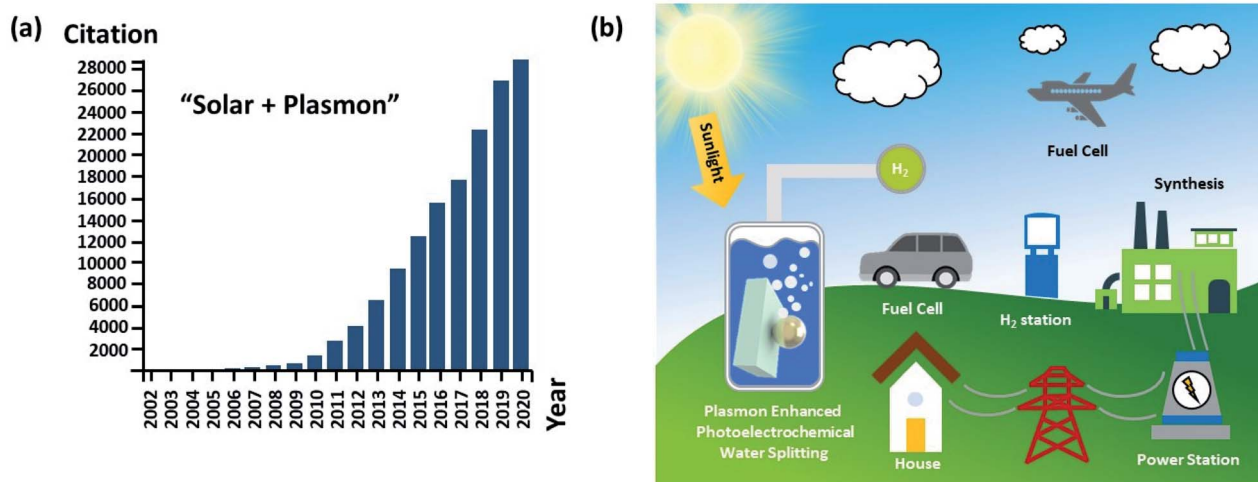 (a) Citation
28000
26000
24000
22000
20000
18000
16000
14000
12000
10000
8000
6000
4000
2000
“Solar + Plasmon”
2002
2003
2004
2005
2006
2007
2008
2009
2010
2011
2012
2013
2014
2015
2016
2017
2018
2019
2020
Year
(b)
Sunlight
H₂
Fuel Cell
Synthesis
Fuel Cell
H₂ station
Plasmon Enhanced
Photoelectrochemical
Water Splitting
House
Power Station